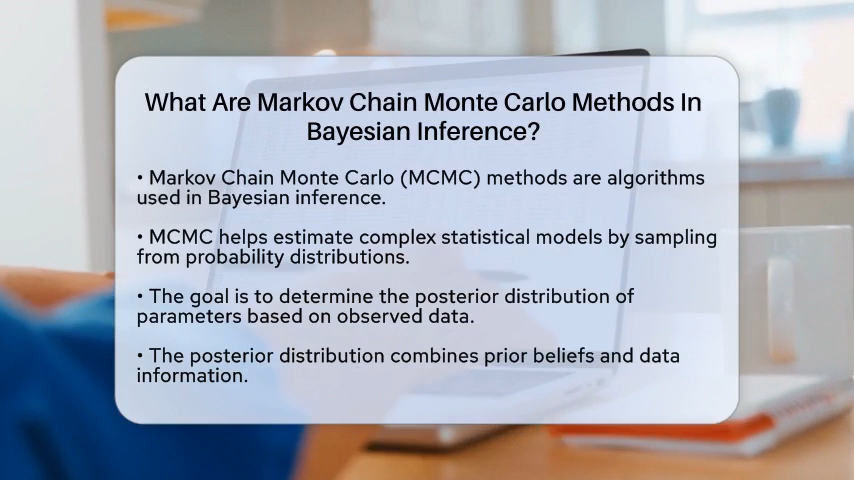 What Are Markov Chain Monte Carlo Methods In
Bayesian Inference?
• Markov Chain Monte Carlo (MCMC) methods are algorithms
used in Bayesian inference.
• MCMC helps estimate complex statistical models by sampling
from probability distributions.
• The goal is to determine the posterior distribution of
parameters based on observed data.
• The posterior distribution combines prior beliefs and data
information.